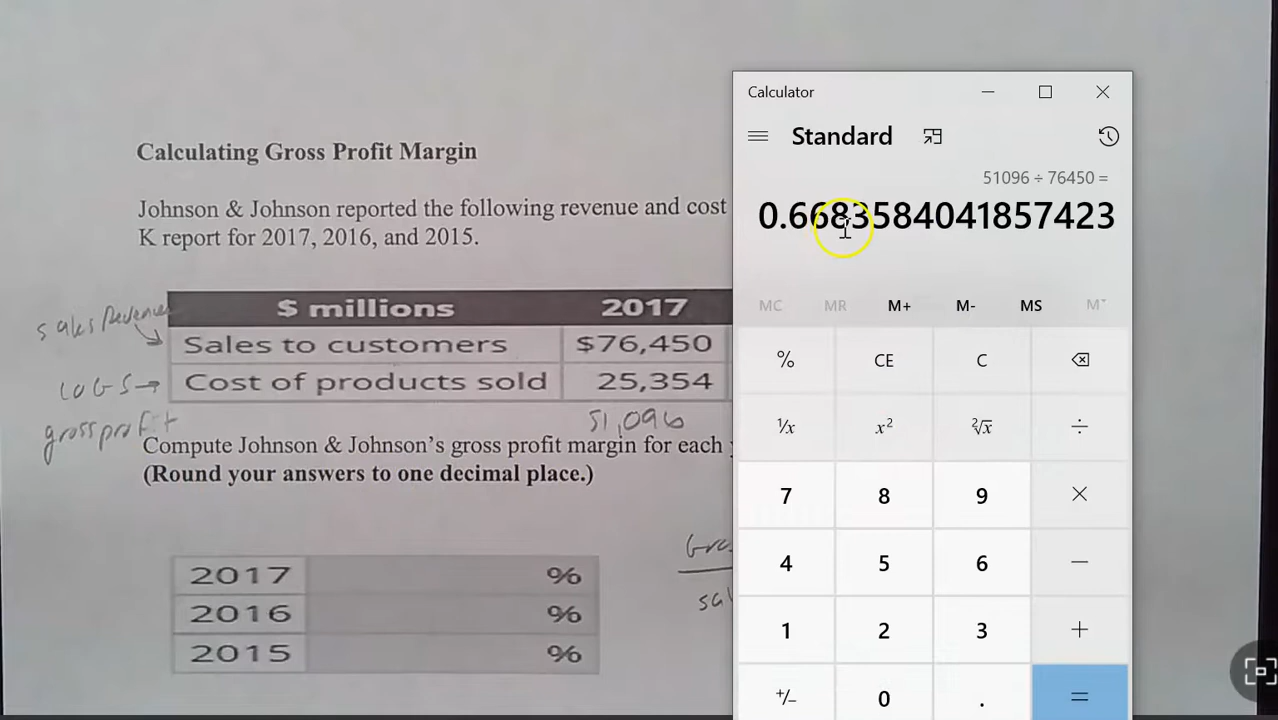 Calculating Gross Profit Margin
Johnson & Johnson reported the following revenue and cost
K report for 2017, 2016, and 2015.
$ millions 2017
Sales Revenue
Sales to customers $76,450
COGS → Cost of products sold 25,354
gross profit 51,096
Compute Johnson & Johnson's gross profit margin for each
(Round your answers to one decimal place.)
2017 %
2016 %
2015 %
Gro
sal
Calculator
Standard
51096 ÷ 76450 =
0.6683584041857423
MC MR M+ M- MS M˅
% CE C
¹/x x² ²√x ÷
7 8 9 ×
4 5 6 −
1 2 3 +
+/− 0 . =